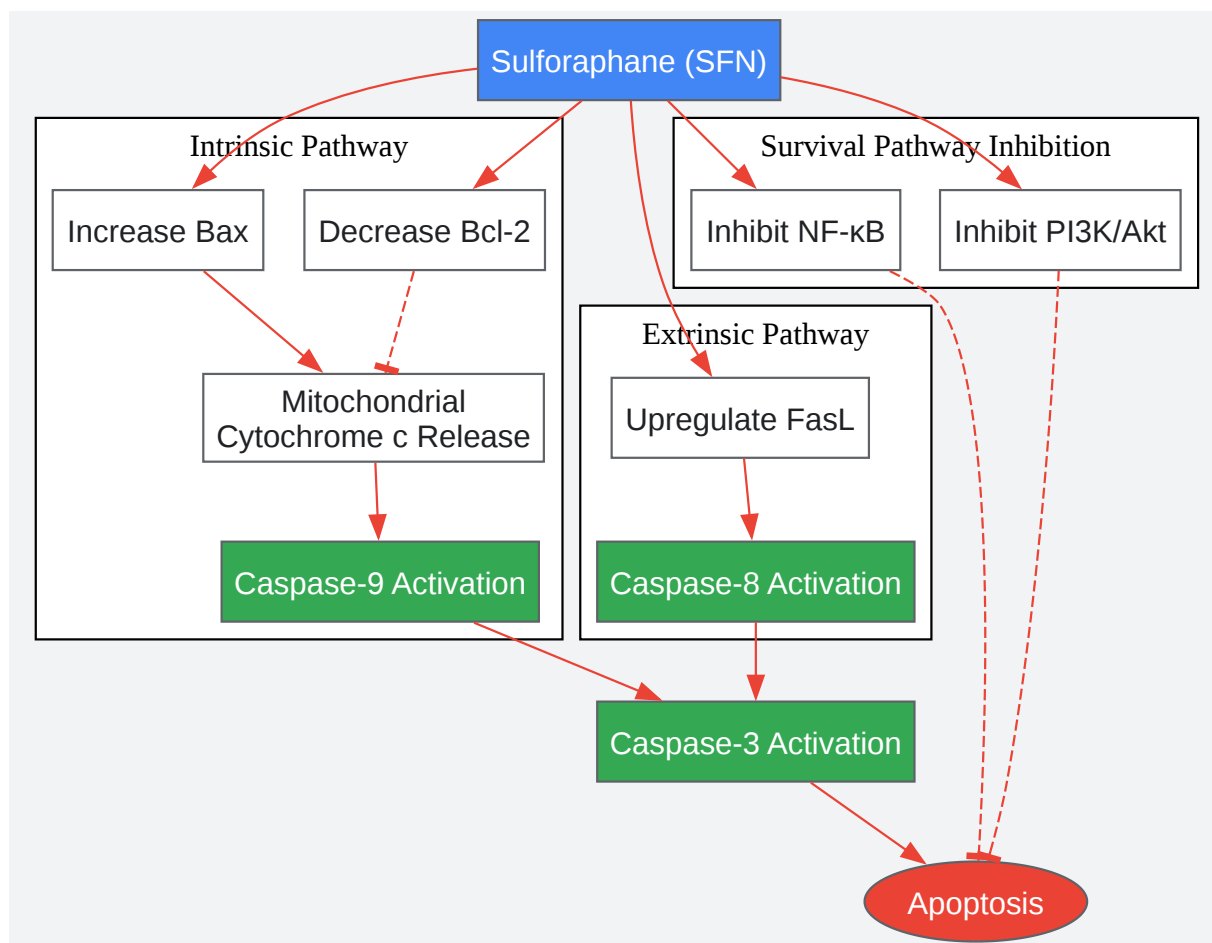 Sulforaphane (SFN)
Intrinsic Pathway
Survival Pathway Inhibition
Increase Bax
Decrease Bcl-2
Inhibit NF-κB
Inhibit PI3K/Akt
Extrinsic Pathway
Mitochondrial
Cytochrome c Release
Upregulate FasL
Caspase-9 Activation
Caspase-8 Activation
Caspase-3 Activation
Apoptosis